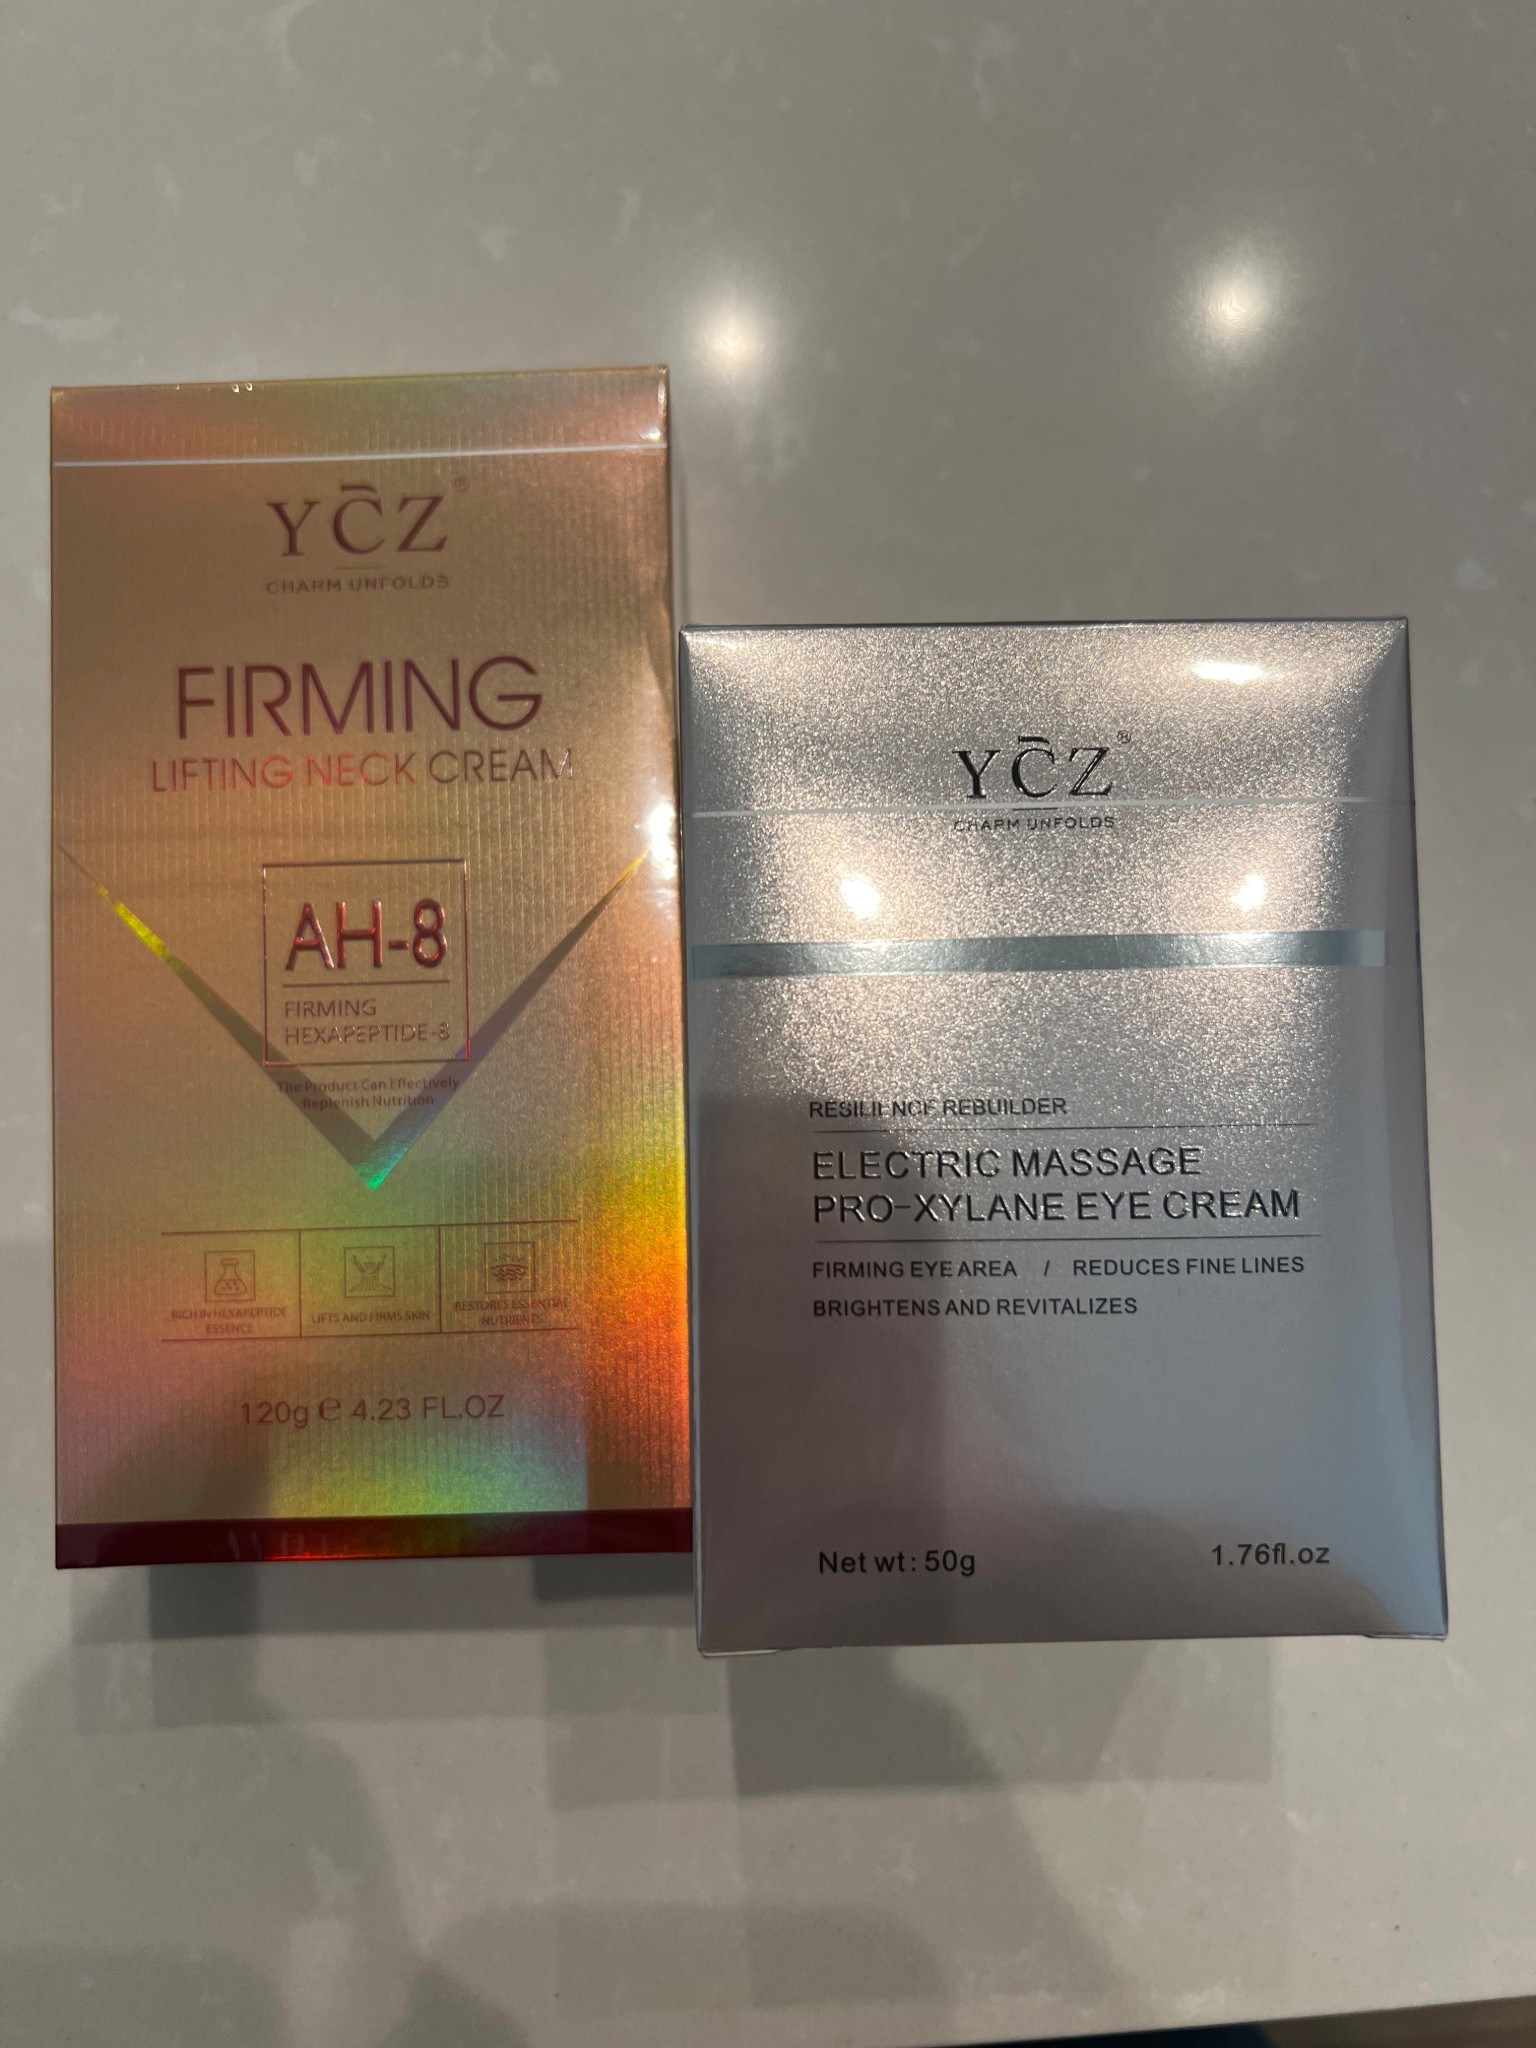 YCZ®
CHARM UNFOLDS
FIRMING
LIFTING NECK CREAM
AH-8
FIRMING
HEXAPEPTIDE-8
The Product Can Effectively
Replenish Nutrition
RICH IN HEXAPEPTIDE
ESSENCE
LIFTS AND FIRMS SKIN
RESTORES ESSENTIAL
NUTRIENTS
120g ℮ 4.23 FL.OZ
YCZ®
CHARM UNFOLDS
RESILIENCE REBUILDER
ELECTRIC MASSAGE
PRO-XYLANE EYE CREAM
FIRMING EYE AREA / REDUCES FINE LINES
BRIGHTENS AND REVITALIZES
Net wt: 50g 1.76fl.oz